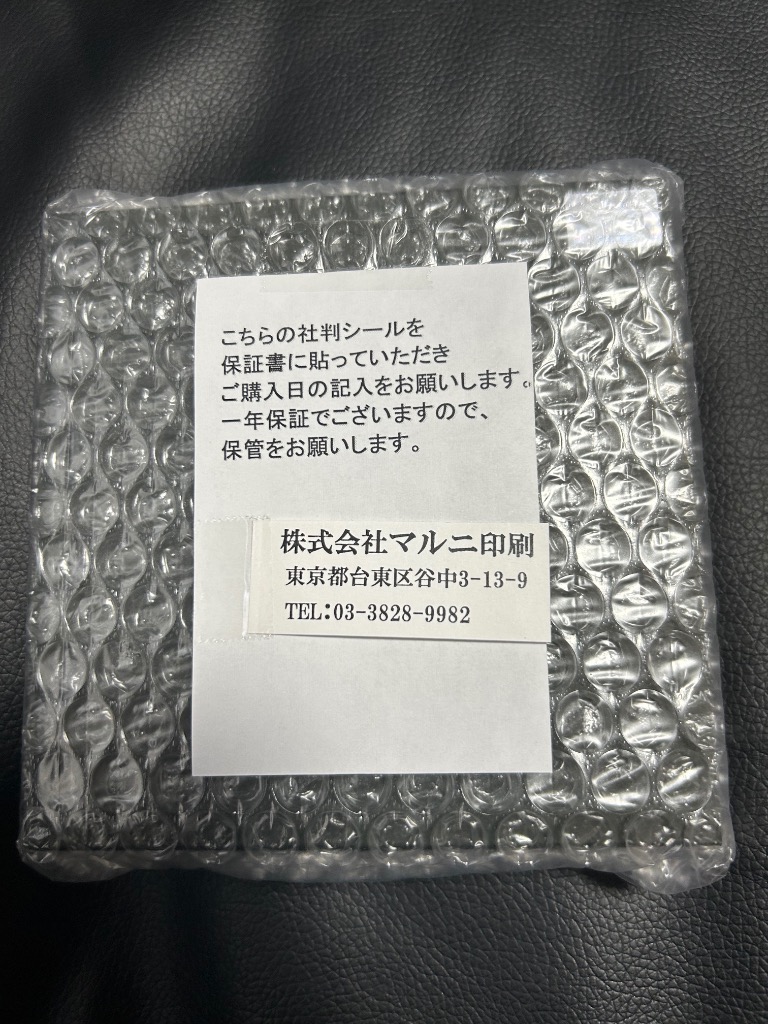 こちらの社判シールを
保証書に貼っていただき
ご購入日の記入をお願いします。
一年保証でございますので、
保管をお願いします。
株式会社マルニ印刷
東京都台東区谷中3-13-9
TEL:03-3828-9982